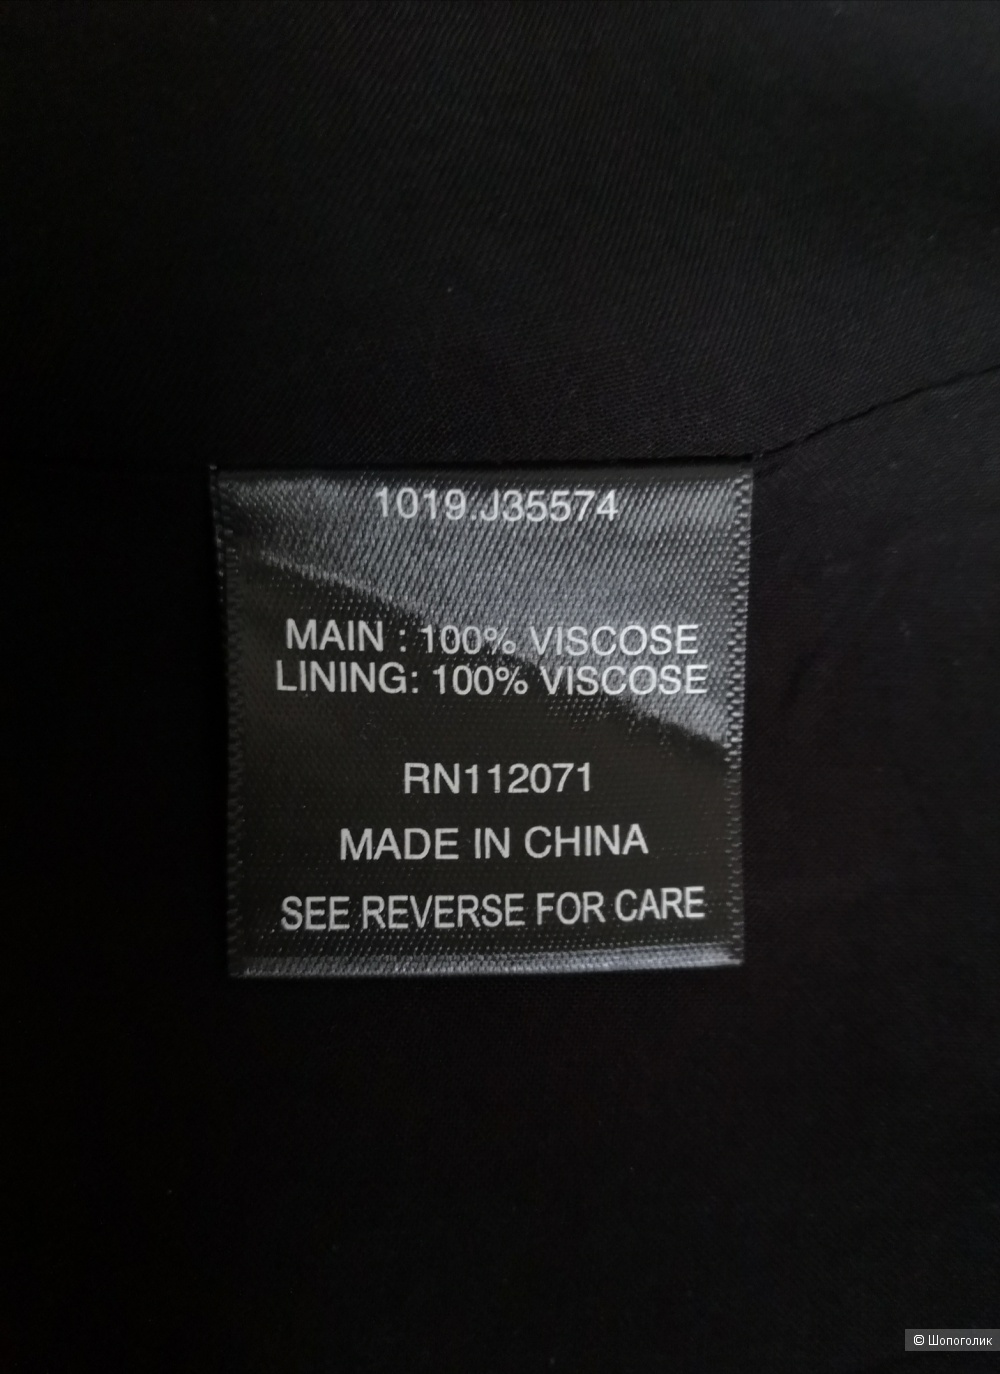 1019.J35574
MAIN : 100% VISCOSE
LINING: 100% VISCOSE
RN112071
MADE IN CHINA
SEE REVERSE FOR CARE
© Шопоголик